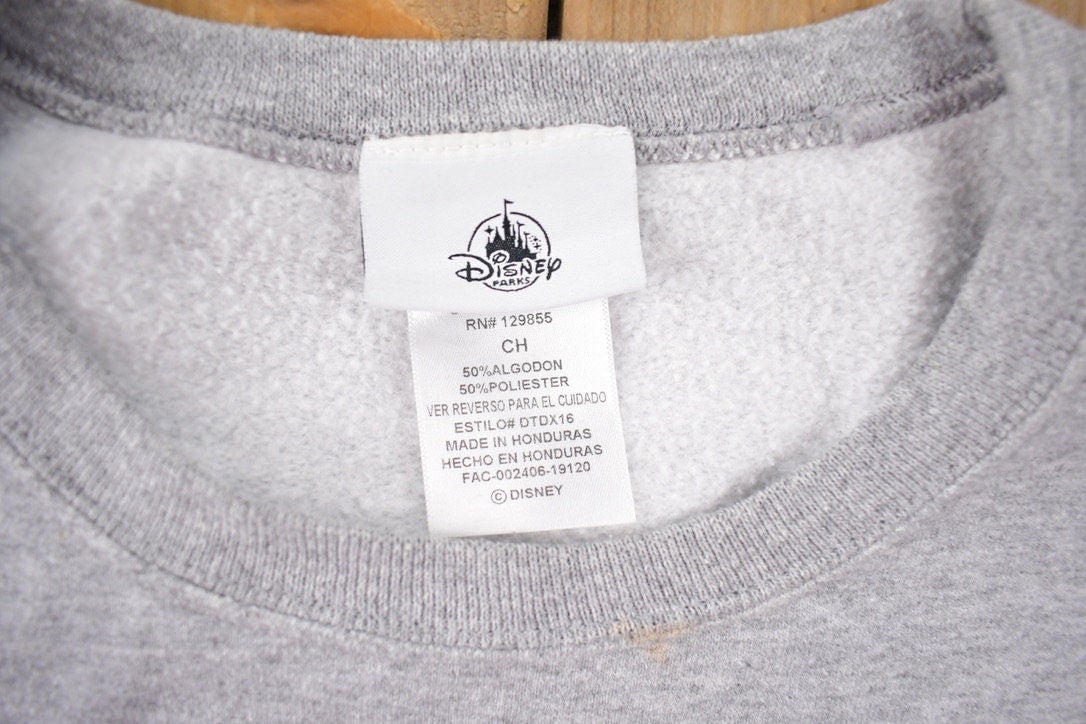 Disney
PARKS
RN# 129855
CH
50%ALGODON
50%POLIESTER
VER REVERSO PARA EL CUIDADO
ESTILO# DTDX16
MADE IN HONDURAS
HECHO EN HONDURAS
FAC-002406-19120
© DISNEY